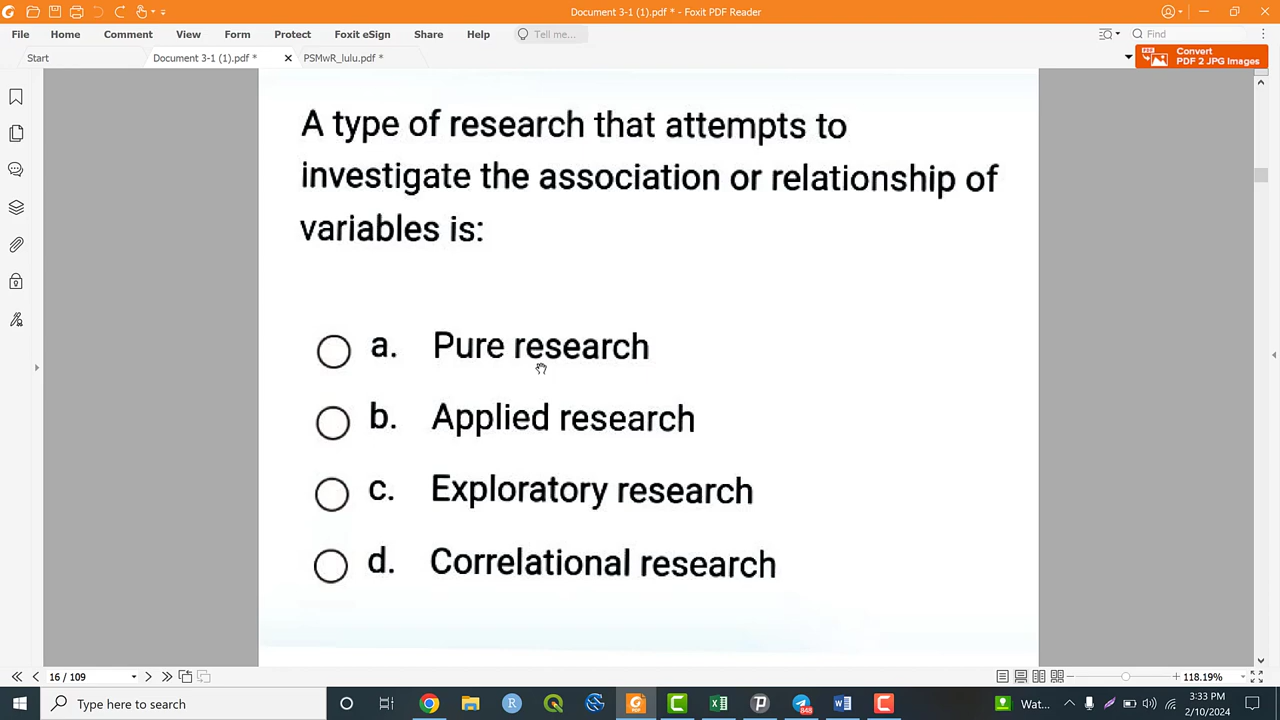 Document 3-1 (1).pdf * - Foxit PDF Reader
File Home Comment View Form Protect Foxit eSign Share Help Tell me... Find
Start Document 3-1 (1).pdf * PSMwR_lulu.pdf *
Convert
PDF 2 JPG Images
A type of research that attempts to
investigate the association or relationship of
variables is:
a. Pure research
b. Applied research
c. Exploratory research
d. Correlational research
16 / 109 118.19%
Type here to search
848
Wat...
3:33 PM
2/10/2024